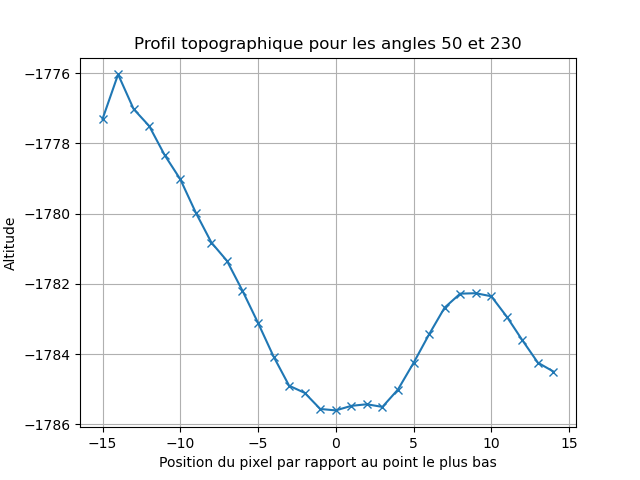 Profil topographique pour les angles 50 et 230
−1776
−1778
−1780
−1782
−1784
−1786
Altitude
−15 −10 −5 0 5 10 15
Position du pixel par rapport au point le plus bas